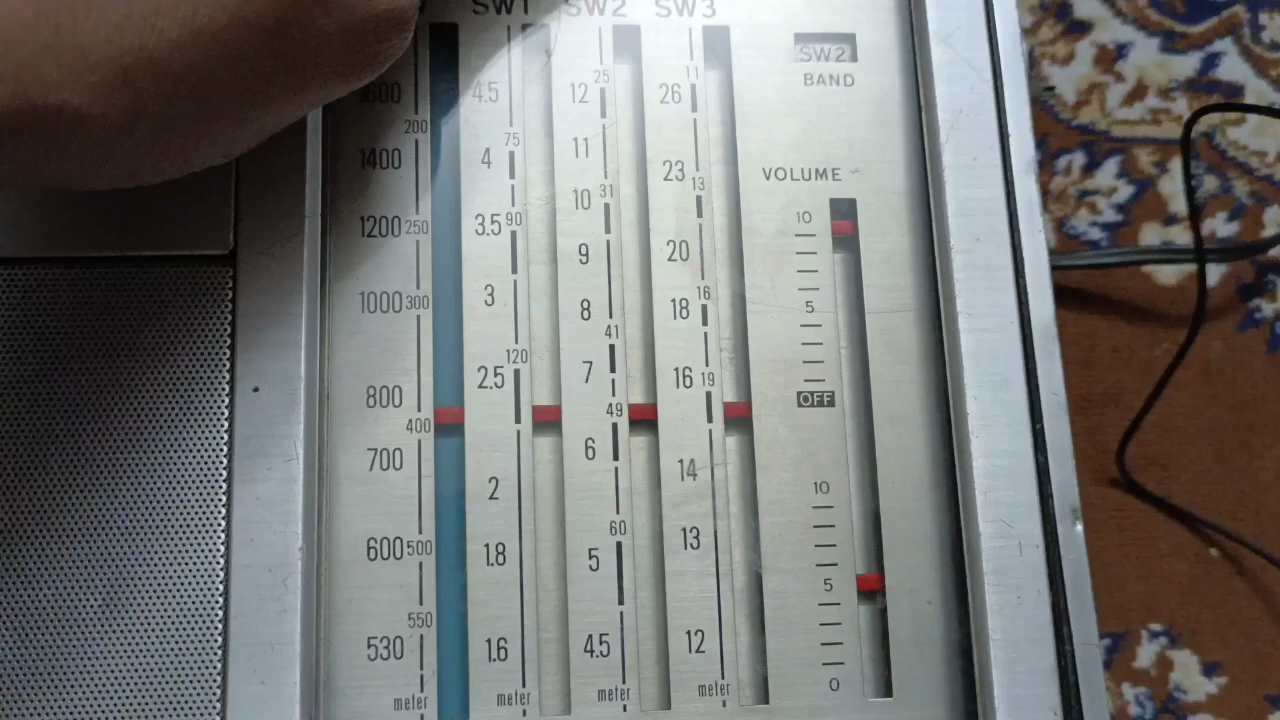 SW1 SW2 SW3
SW2
BAND
1600 200 1400 1200 250 1000 300 800 400 700 600 500 550 530 meter
4.5 75 4 3.5 90 3 120 2.5 2 1.8 1.6 meter
25 12 11 31 10 9 8 41 7 49 6 60 5 4.5 meter
11 26 23 13 20 16 18 16 19 14 13 12 meter
VOLUME
10
5
OFF
10
5
0